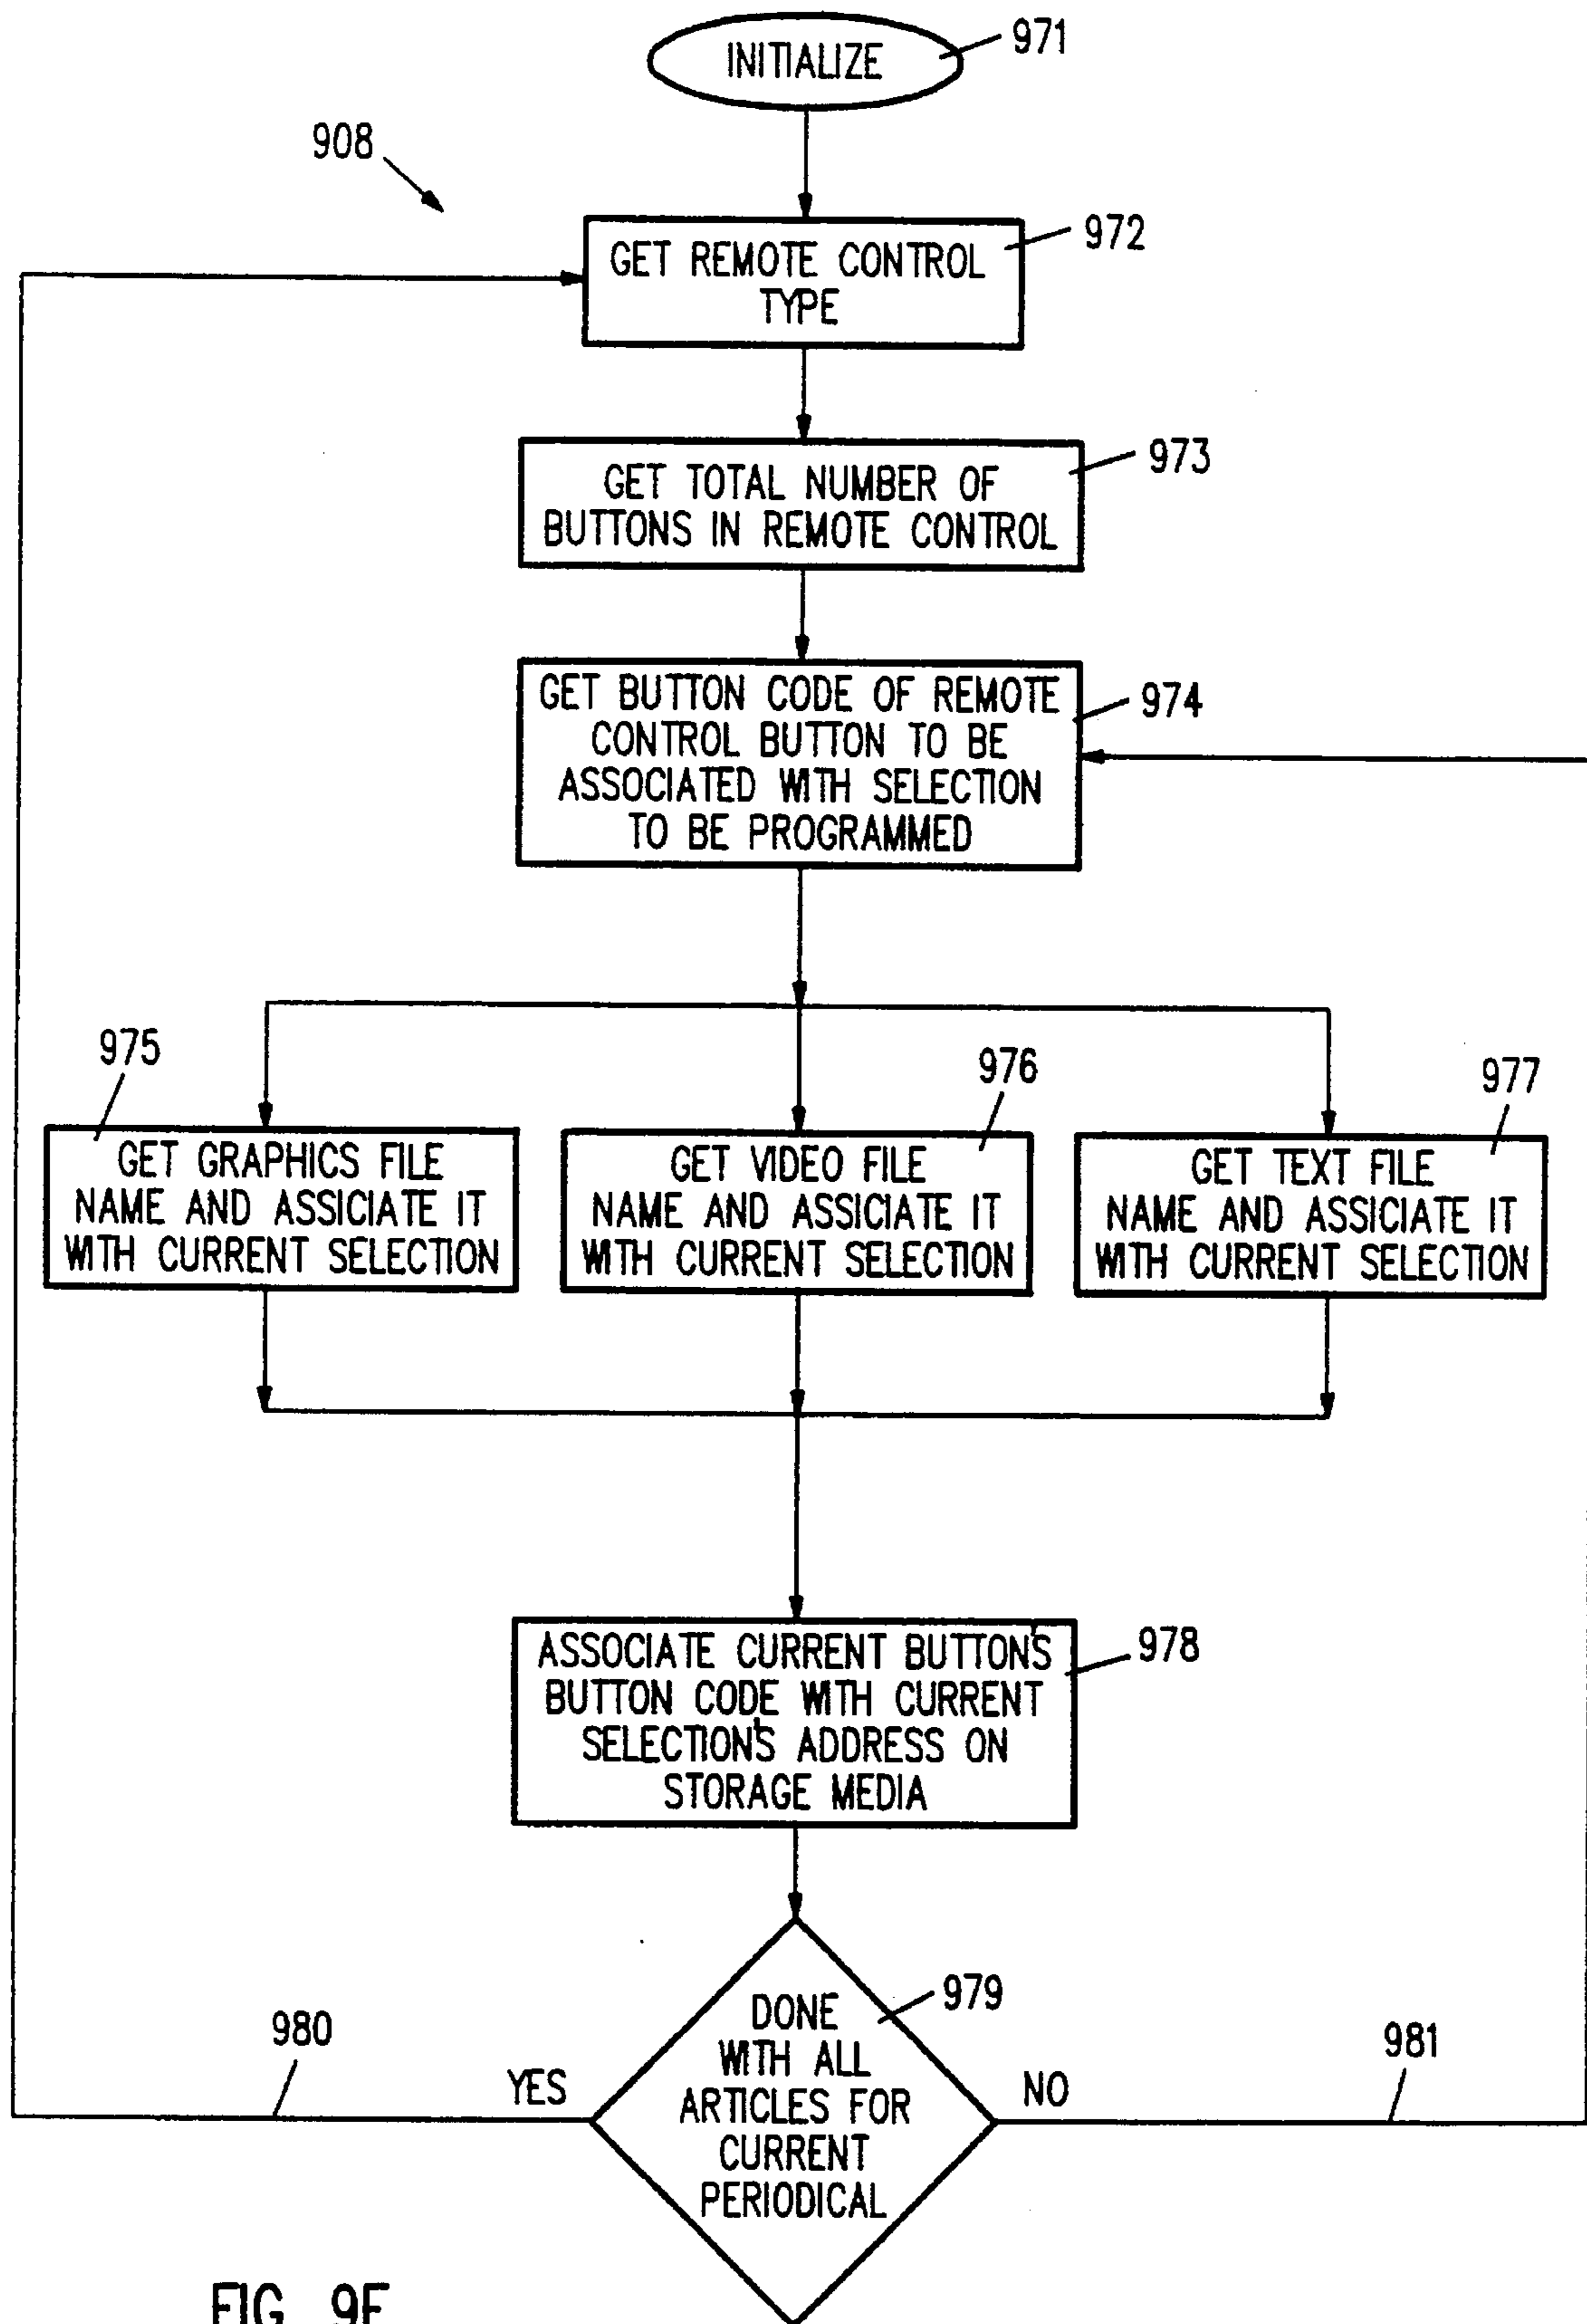 INITIALIZE
971
908
GET REMOTE CONTROL
TYPE
972
GET TOTAL NUMBER OF
BUTTONS IN REMOTE CONTROL
973
GET BUTTON CODE OF REMOTE
CONTROL BUTTON TO BE
ASSOCIATED WITH SELECTION
TO BE PROGRAMMED
974
975
GET GRAPHICS FILE
NAME AND ASSICIATE IT
WITH CURRENT SELECTION
976
GET VIDEO FILE
NAME AND ASSICIATE IT
WITH CURRENT SELECTION
977
GET TEXT FILE
NAME AND ASSICIATE IT
WITH CURRENT SELECTION
ASSOCIATE CURRENT BUTTON'S
BUTTON CODE WITH CURRENT
SELECTION'S ADDRESS ON
STORAGE MEDIA
978
DONE
WITH ALL
ARTICLES FOR
CURRENT
PERIODICAL
979
980
YES
NO
981